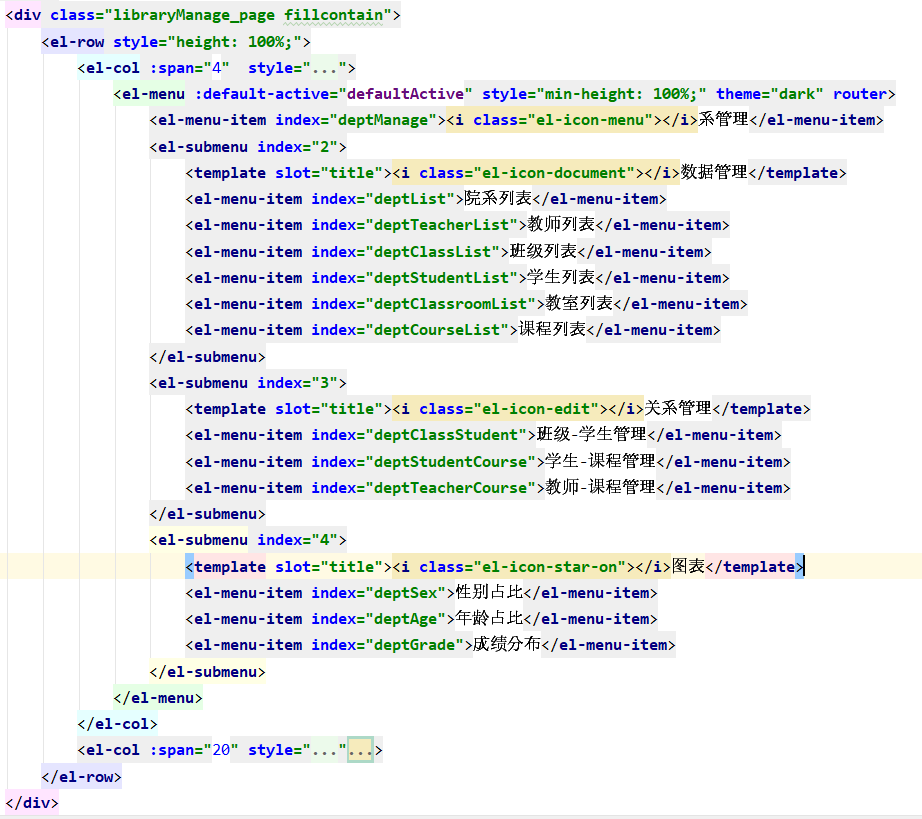 <div class="libraryManage_page fillcontain">
<el-row style="height: 100%;">
<el-col :span="4"  style="...">
<el-menu :default-active="defaultActive" style="min-height: 100%;" theme="dark" router>
<el-menu-item index="deptManage"><i class="el-icon-menu"></i>系管理</el-menu-item>
<el-submenu index="2">
<template slot="title"><i class="el-icon-document"></i>数据管理</template>
<el-menu-item index="deptList">院系列表</el-menu-item>
<el-menu-item index="deptTeacherList">教师列表</el-menu-item>
<el-menu-item index="deptClassList">班级列表</el-menu-item>
<el-menu-item index="deptStudentList">学生列表</el-menu-item>
<el-menu-item index="deptClassroomList">教室列表</el-menu-item>
<el-menu-item index="deptCourseList">课程列表</el-menu-item>
</el-submenu>
<el-submenu index="3">
<template slot="title"><i class="el-icon-edit"></i>关系管理</template>
<el-menu-item index="deptClassStudent">班级-学生管理</el-menu-item>
<el-menu-item index="deptStudentCourse">学生-课程管理</el-menu-item>
<el-menu-item index="deptTeacherCourse">教师-课程管理</el-menu-item>
</el-submenu>
<el-submenu index="4">
<template slot="title"><i class="el-icon-star-on"></i>图表</template>
<el-menu-item index="deptSex">性别占比</el-menu-item>
<el-menu-item index="deptAge">年龄占比</el-menu-item>
<el-menu-item index="deptGrade">成绩分布</el-menu-item>
</el-submenu>
</el-menu>
</el-col>
<el-col :span="20" style="..."...>
</el-row>
</div>